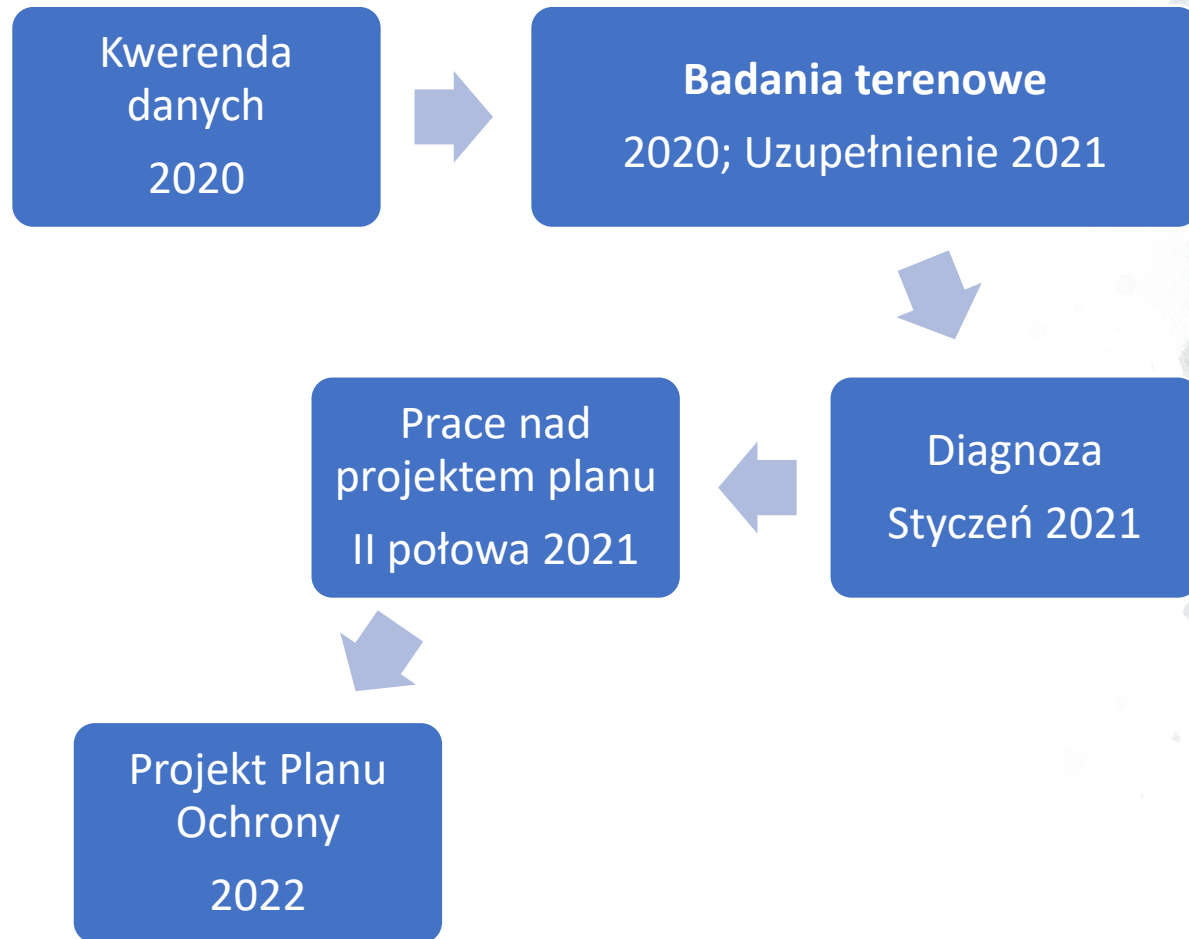 Kwerenda
danych
2020
Badania terenowe
2020; Uzupełnienie 2021
Diagnoza
Styczeń 2021
Prace nad
projektem planu
II połowa 2021
Projekt Planu
Ochrony
2022